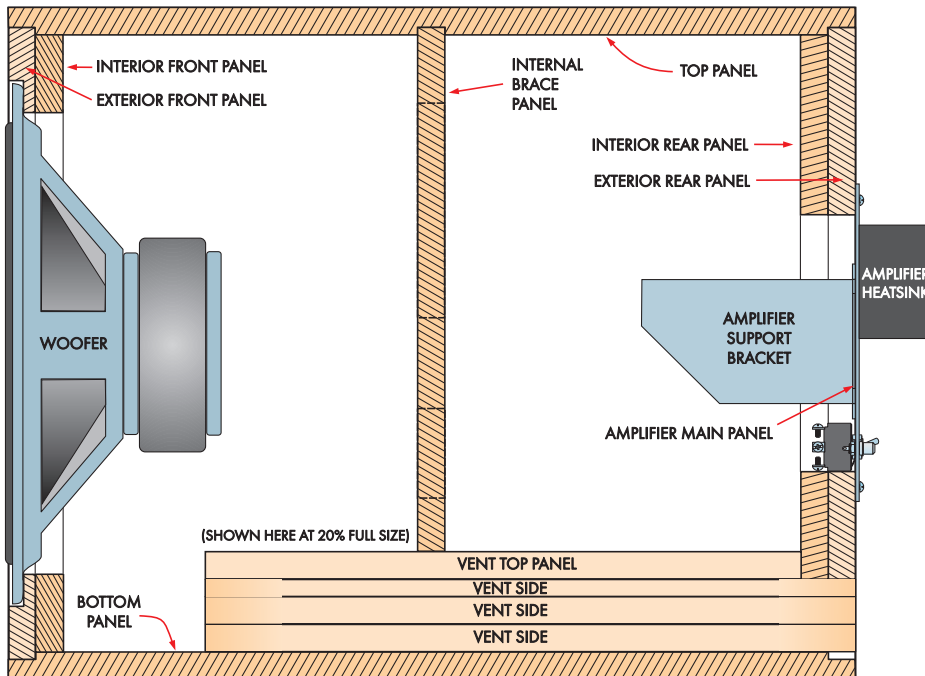 INTERIOR FRONT PANEL
EXTERIOR FRONT PANEL
INTERNAL
BRACE
PANEL
TOP PANEL
INTERIOR REAR PANEL
EXTERIOR REAR PANEL
AMPLIFIER
HEATSINK
WOOFER
AMPLIFIER
SUPPORT
BRACKET
AMPLIFIER MAIN PANEL
(SHOWN HERE AT 20% FULL SIZE)
VENT TOP PANEL
VENT SIDE
VENT SIDE
VENT SIDE
BOTTOM
PANEL